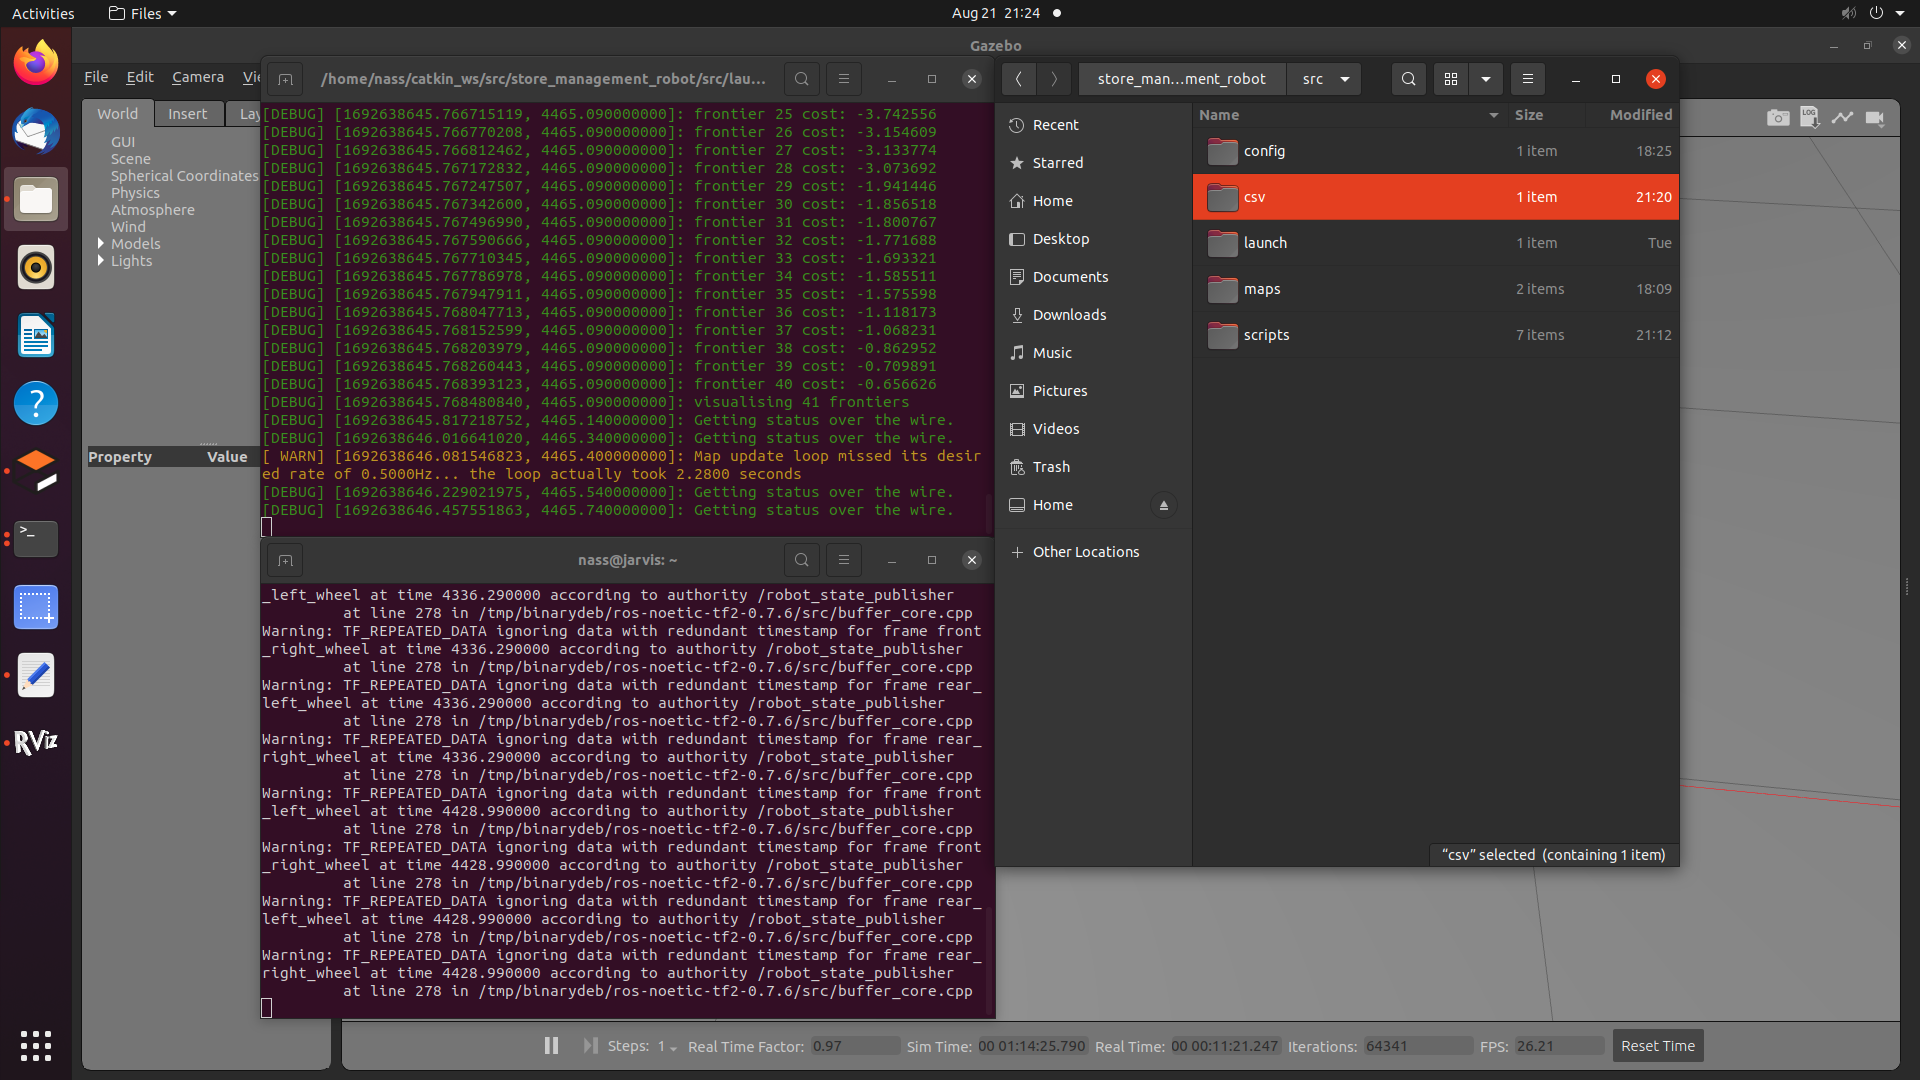 Activities
Files
Aug 21 21:24
Gazebo
File Edit Camera Vie
World Insert Lay
GUI
Scene
Spherical Coordinates
Physics
Atmosphere
Wind
Models
Lights
Property Value
/home/nass/catkin_ws/src/store_management_robot/src/lau...
[DEBUG] [1692638645.766715119, 4465.090000000]: frontier 25 cost: -3.742556
[DEBUG] [1692638645.766770208, 4465.090000000]: frontier 26 cost: -3.154609
[DEBUG] [1692638645.766812462, 4465.090000000]: frontier 27 cost: -3.133774
[DEBUG] [1692638645.767172832, 4465.090000000]: frontier 28 cost: -3.073692
[DEBUG] [1692638645.767247507, 4465.090000000]: frontier 29 cost: -1.941446
[DEBUG] [1692638645.767342600, 4465.090000000]: frontier 30 cost: -1.856518
[DEBUG] [1692638645.767496990, 4465.090000000]: frontier 31 cost: -1.800767
[DEBUG] [1692638645.767590666, 4465.090000000]: frontier 32 cost: -1.771688
[DEBUG] [1692638645.767710345, 4465.090000000]: frontier 33 cost: -1.693321
[DEBUG] [1692638645.767786978, 4465.090000000]: frontier 34 cost: -1.585511
[DEBUG] [1692638645.767947911, 4465.090000000]: frontier 35 cost: -1.575598
[DEBUG] [1692638645.768047713, 4465.090000000]: frontier 36 cost: -1.118173
[DEBUG] [1692638645.768152599, 4465.090000000]: frontier 37 cost: -1.068231
[DEBUG] [1692638645.768203979, 4465.090000000]: frontier 38 cost: -0.862952
[DEBUG] [1692638645.768260443, 4465.090000000]: frontier 39 cost: -0.709891
[DEBUG] [1692638645.768393123, 4465.090000000]: frontier 40 cost: -0.656626
[DEBUG] [1692638645.768480840, 4465.090000000]: visualising 41 frontiers
[DEBUG] [1692638645.817218752, 4465.140000000]: Getting status over the wire.
[DEBUG] [1692638646.016641020, 4465.340000000]: Getting status over the wire.
[ WARN] [1692638646.081546823, 4465.400000000]: Map update loop missed its desir
ed rate of 0.5000Hz... the loop actually took 2.2800 seconds
[DEBUG] [1692638646.229021975, 4465.540000000]: Getting status over the wire.
[DEBUG] [1692638646.457551863, 4465.740000000]: Getting status over the wire.
nass@jarvis: ~
_left_wheel at time 4336.290000 according to authority /robot_state_publisher
at line 278 in /tmp/binarydeb/ros-noetic-tf2-0.7.6/src/buffer_core.cpp
Warning: TF_REPEATED_DATA ignoring data with redundant timestamp for frame front
_right_wheel at time 4336.290000 according to authority /robot_state_publisher
at line 278 in /tmp/binarydeb/ros-noetic-tf2-0.7.6/src/buffer_core.cpp
Warning: TF_REPEATED_DATA ignoring data with redundant timestamp for frame rear_
left_wheel at time 4336.290000 according to authority /robot_state_publisher
at line 278 in /tmp/binarydeb/ros-noetic-tf2-0.7.6/src/buffer_core.cpp
Warning: TF_REPEATED_DATA ignoring data with redundant timestamp for frame rear_
right_wheel at time 4336.290000 according to authority /robot_state_publisher
at line 278 in /tmp/binarydeb/ros-noetic-tf2-0.7.6/src/buffer_core.cpp
Warning: TF_REPEATED_DATA ignoring data with redundant timestamp for frame front
_left_wheel at time 4428.990000 according to authority /robot_state_publisher
at line 278 in /tmp/binarydeb/ros-noetic-tf2-0.7.6/src/buffer_core.cpp
Warning: TF_REPEATED_DATA ignoring data with redundant timestamp for frame front
_right_wheel at time 4428.990000 according to authority /robot_state_publisher
at line 278 in /tmp/binarydeb/ros-noetic-tf2-0.7.6/src/buffer_core.cpp
Warning: TF_REPEATED_DATA ignoring data with redundant timestamp for frame rear_
left_wheel at time 4428.990000 according to authority /robot_state_publisher
at line 278 in /tmp/binarydeb/ros-noetic-tf2-0.7.6/src/buffer_core.cpp
Warning: TF_REPEATED_DATA ignoring data with redundant timestamp for frame rear_
right_wheel at time 4428.990000 according to authority /robot_state_publisher
at line 278 in /tmp/binarydeb/ros-noetic-tf2-0.7.6/src/buffer_core.cpp
store_man...ment_robot src
Recent
Starred
Home
Desktop
Documents
Downloads
Music
Pictures
Videos
Trash
Home
Other Locations
Name Size Modified
config 1 item 18:25
csv 1 item 21:20
launch 1 item Tue
maps 2 items 18:09
scripts 7 items 21:12
“csv” selected (containing 1 item)
LOG
?
>_
RViz
Steps: 1 Real Time Factor: 0.97 Sim Time: 00 01:14:25.790 Real Time: 00 00:11:21.247 Iterations: 64341 FPS: 26.21 Reset Time